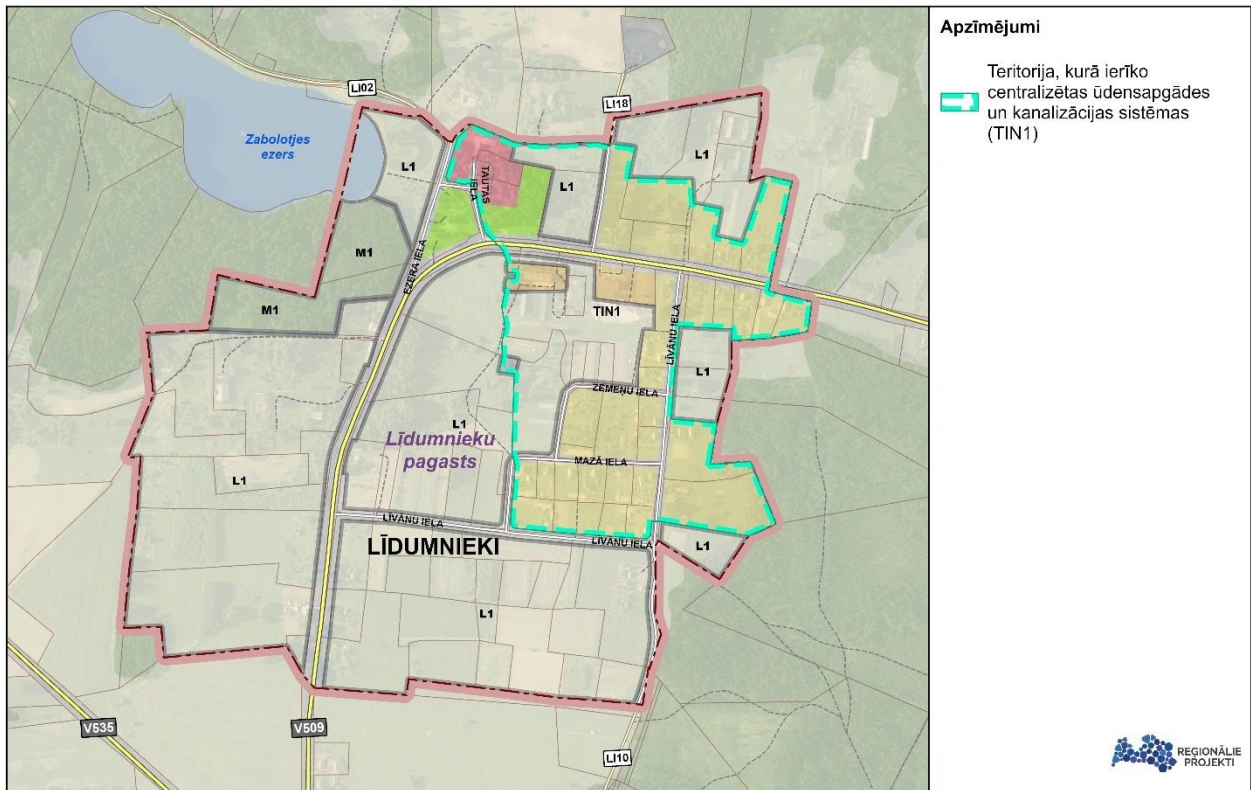 LI02
LI18
Zabolotjes
ezers
L1
L1
L1
TAUTAS
IELA
M1
M1
EZERA IELA
TIN1
LĪVĀNU IELA
L1
ZEMEŅU IELA
L1
Līdumnieku
pagasts
MAZĀ IELA
L1
LĪVĀNU IELA
LĪVĀNU IELA
LĪDUMNIEKI
L1
L1
V535
V509
LI10
Apzīmējumi
Teritorija, kurā ierīko
centralizētas ūdensapgādes
un kanalizācijas sistēmas
(TIN1)
REĢIONĀLIE
PROJEKTI